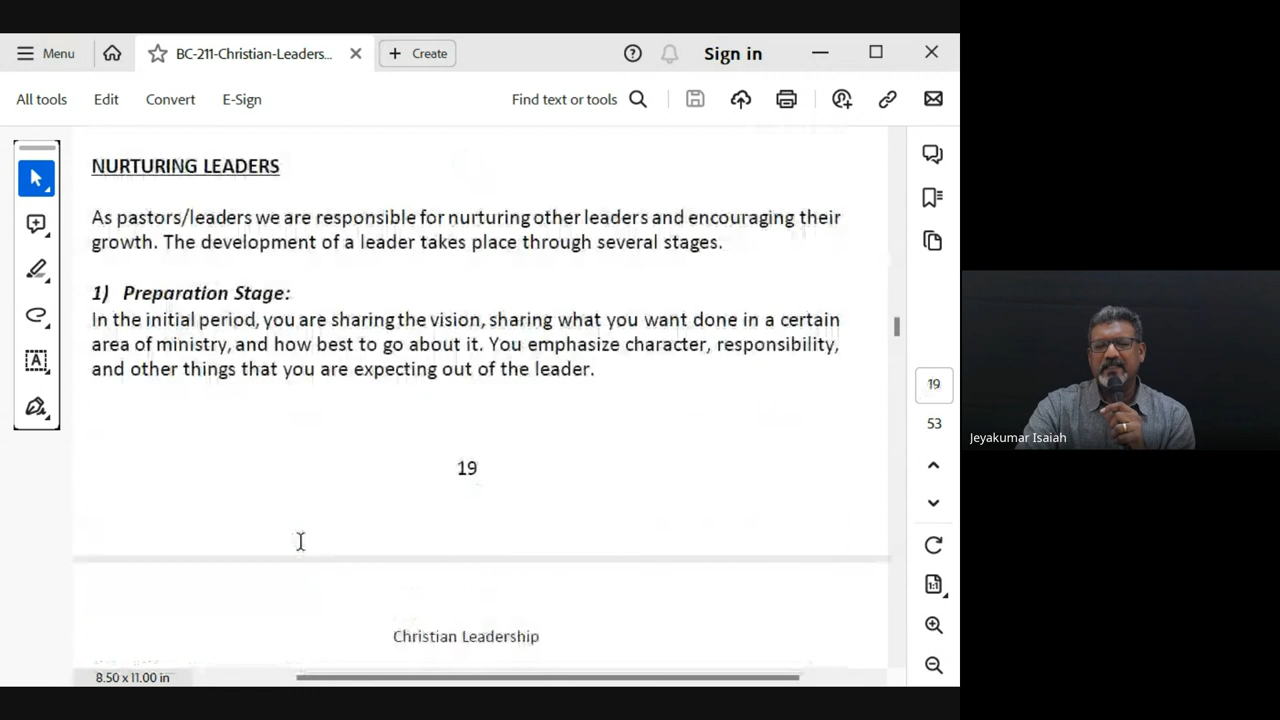 Menu
BC-211-Christian-Leaders...
Create
Sign in
All tools
Edit
Convert
E-Sign
Find text or tools
NURTURING LEADERS
As pastors/leaders we are responsible for nurturing other leaders and encouraging their
growth. The development of a leader takes place through several stages.
1) Preparation Stage:
In the initial period, you are sharing the vision, sharing what you want done in a certain
area of ministry, and how best to go about it. You emphasize character, responsibility,
and other things that you are expecting out of the leader.
19
Christian Leadership
8.50 x 11.00 in
19
53
1:1
Jeyakumar Isaiah